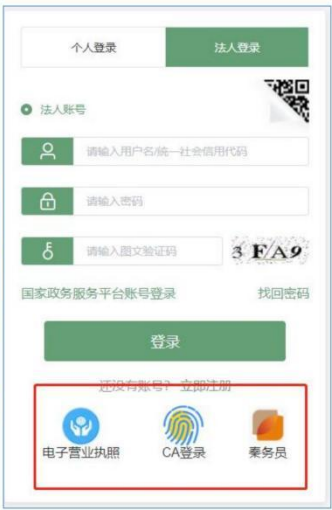 个人登录 法人登录
法人账号
请输入用户名/统一社会信用代码
请输入密码
请输入图文验证码 3 F A 9
国家政务服务平台账号登录 找回密码
登录
还没有账号？ 立即注册
电子营业执照 CA登录 秦务员